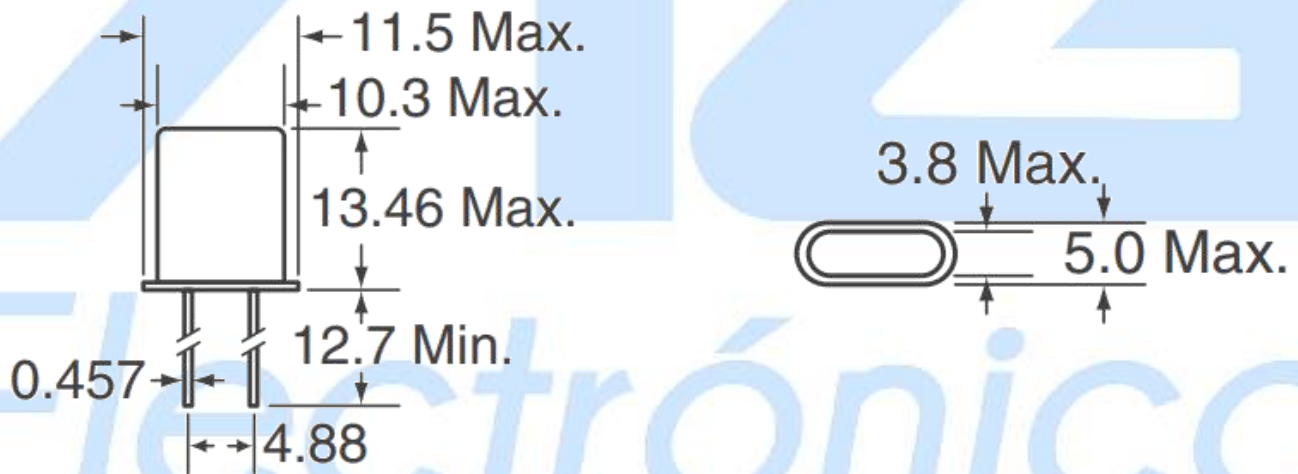 11.5 Max.
10.3 Max.
13.46 Max.
12.7 Min.
0.457
4.88
3.8 Max.
5.0 Max.
Electrónica